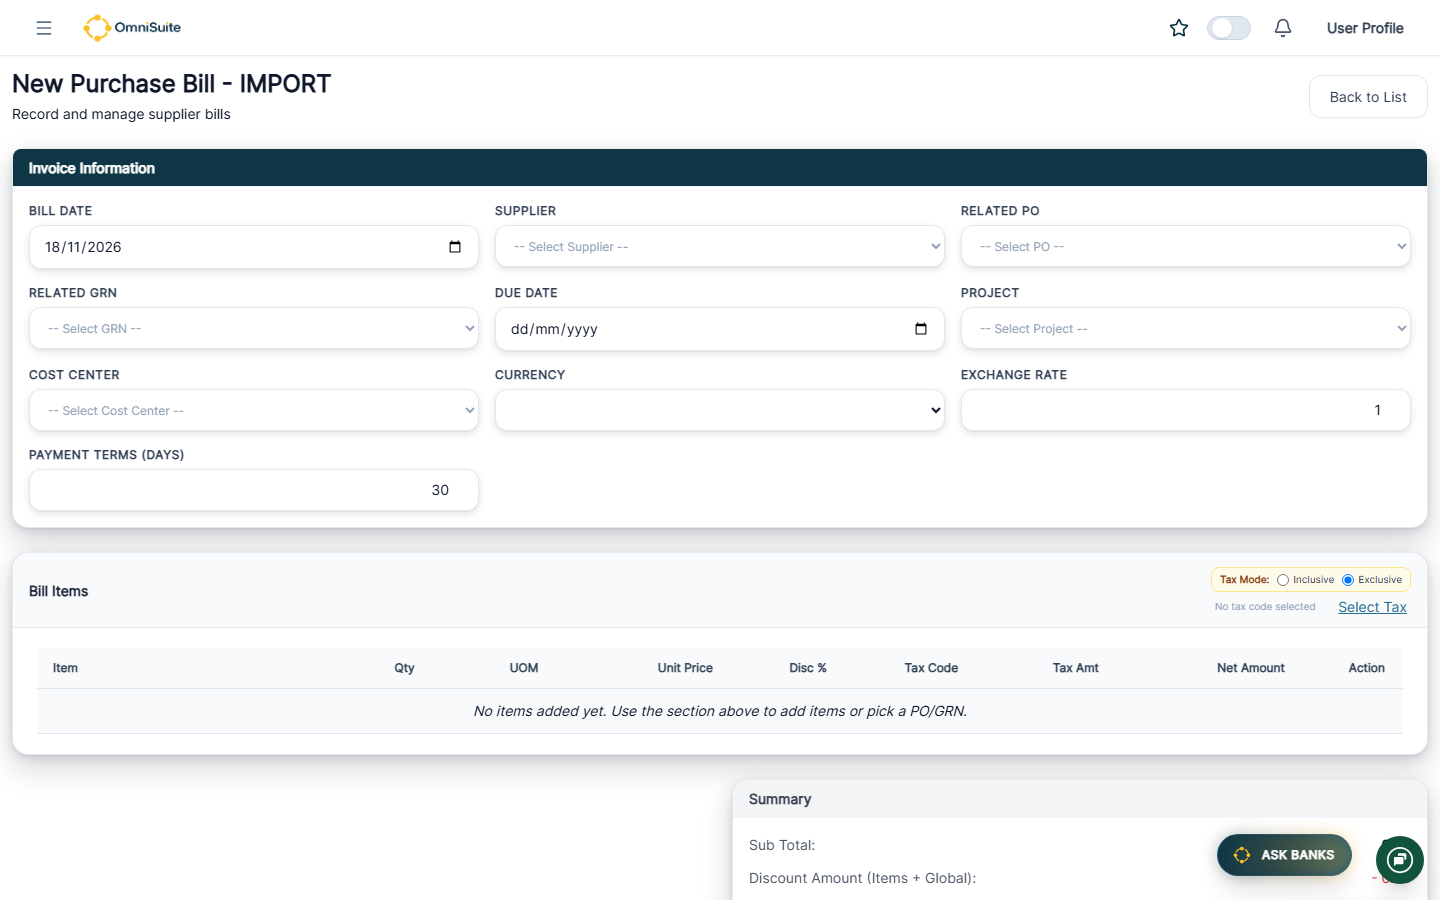 OmniSuite
User Profile
New Purchase Bill - IMPORT
Record and manage supplier bills
Back to List
Invoice Information
BILL DATE
SUPPLIER
RELATED PO
18/11/2026
-- Select Supplier --
-- Select PO --
RELATED GRN
DUE DATE
PROJECT
-- Select GRN --
dd/mm/yyyy
-- Select Project --
COST CENTER
CURRENCY
EXCHANGE RATE
-- Select Cost Center --
1
PAYMENT TERMS (DAYS)
30
Bill Items
Tax Mode: Inclusive Exclusive
No tax code selected Select Tax
Item Qty UOM Unit Price Disc % Tax Code Tax Amt Net Amount Action
No items added yet. Use the section above to add items or pick a PO/GRN.
Summary
Sub Total:
ASK BANKS
Discount Amount (Items + Global):